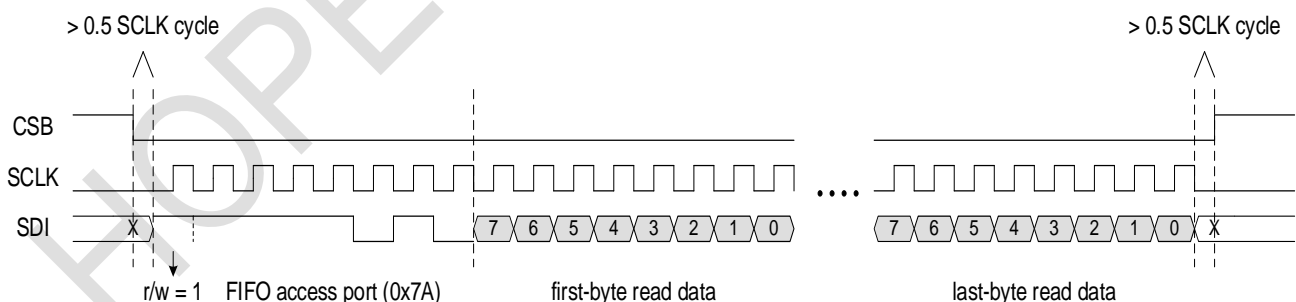 > 0.5 SCLK cycle
> 0.5 SCLK cycle
CSB
SCLK
....
SDI X 7 6 5 4 3 2 1 0 7 6 5 4 3 2 1 0 X
r/w = 1 FIFO access port (0x7A) first-byte read data last-byte read data
HOPE